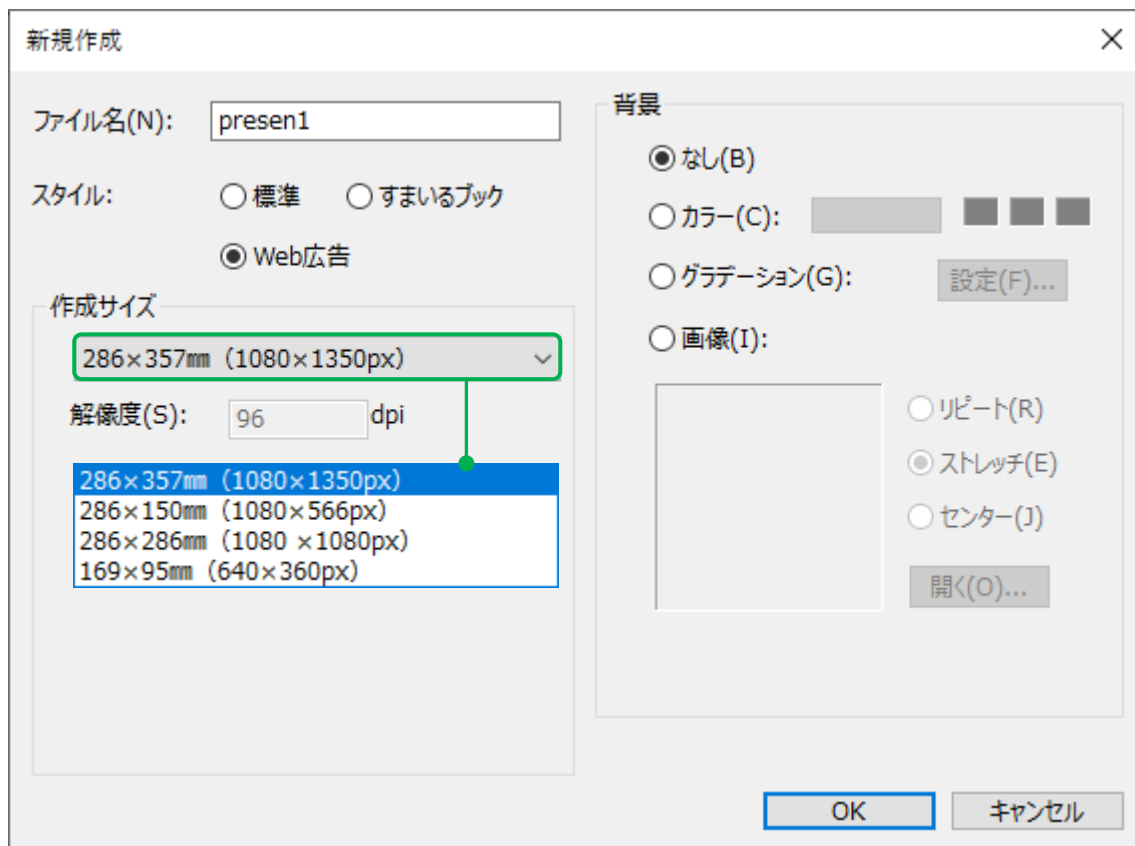 新規作成
ファイル名(N): presen1
スタイル: 標準 すまいるブック
Web広告
作成サイズ
286×357㎜（1080×1350px）
解像度(S): 96 dpi
286×357㎜（1080×1350px）
286×150㎜（1080×566px）
286×286㎜（1080 ×1080px）
169×95㎜（640×360px）
背景
なし(B)
カラー(C):
グラデーション(G): 設定(F)...
画像(I):
リピート(R)
ストレッチ(E)
センター(J)
開く(O)...
OK キャンセル